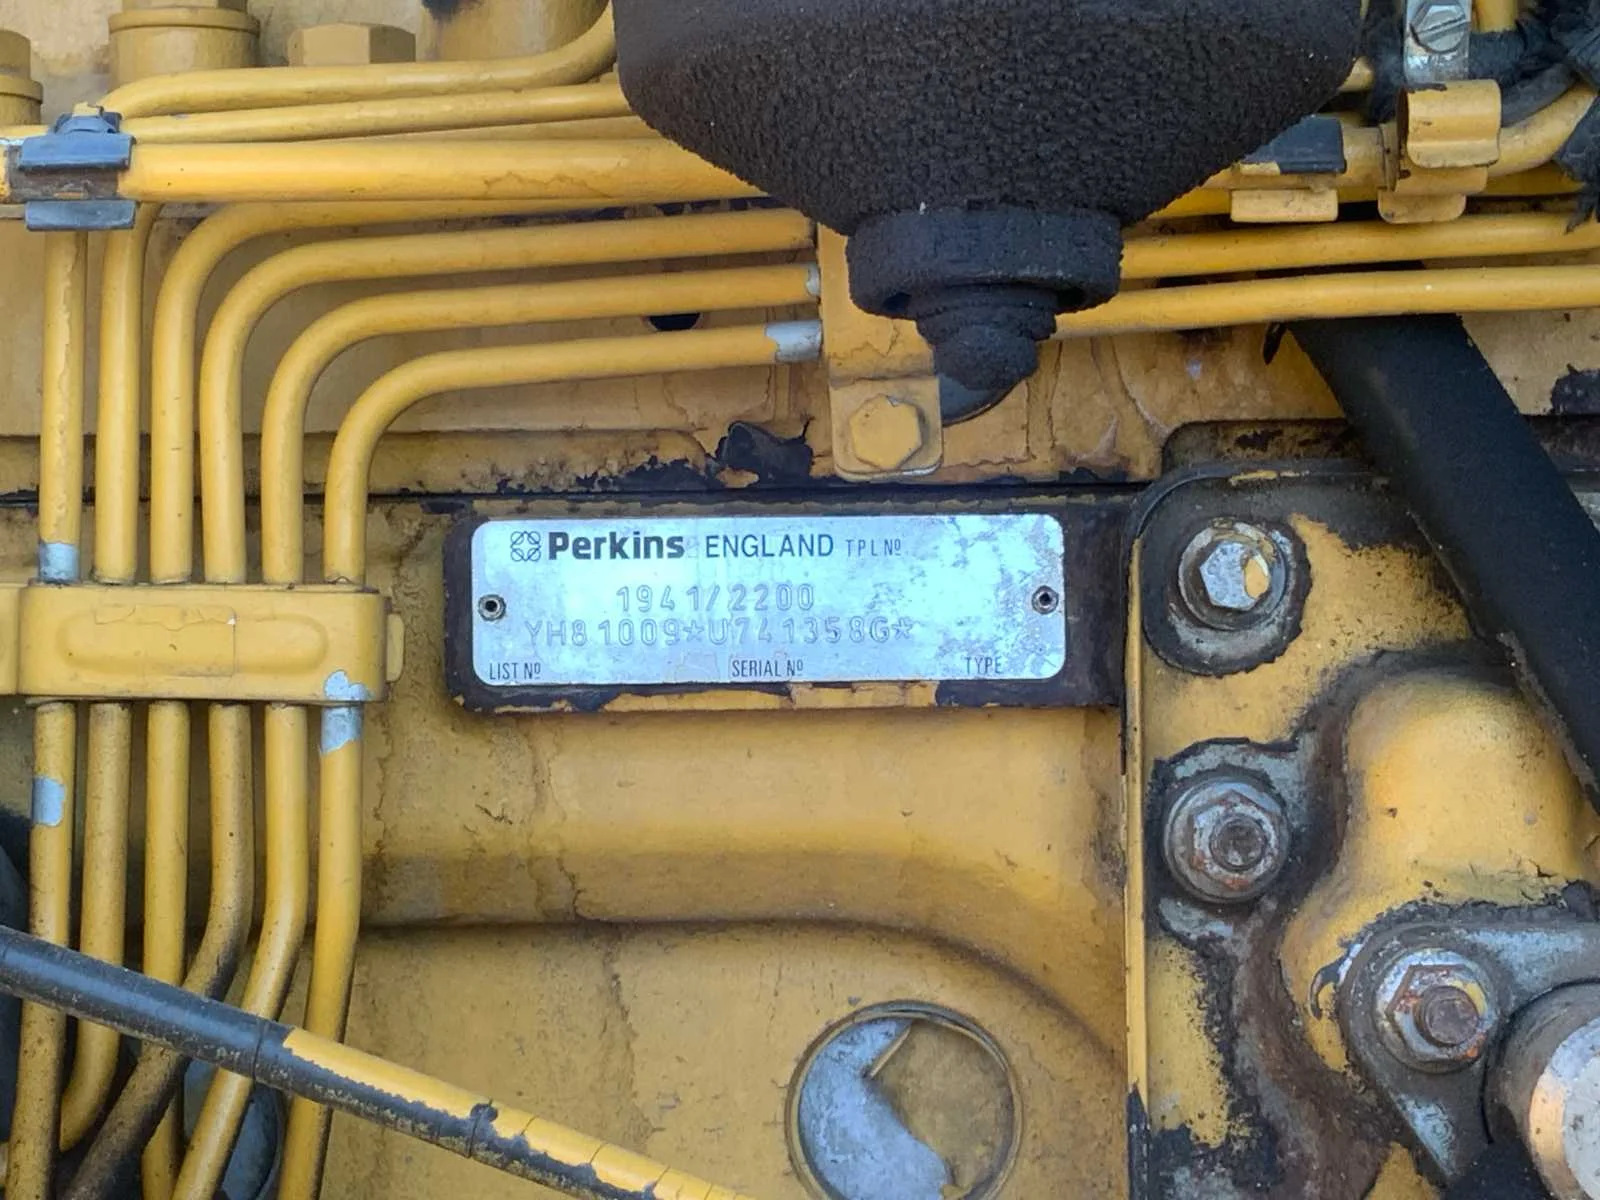 Perkins ENGLAND TPL Nº
1941/2200
YH81009*U741358G*
LIST Nº SERIAL Nº TYPE